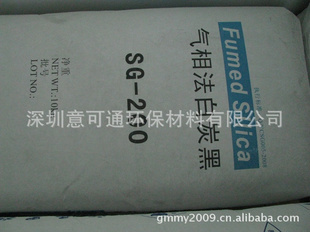 Fumed Silica
气相法白炭黑
SG-200
净重
NET WT.:10
批号
LOT NO.:
深圳意可通环保材料有限公司
gmmy2009.cn.alibaba.com